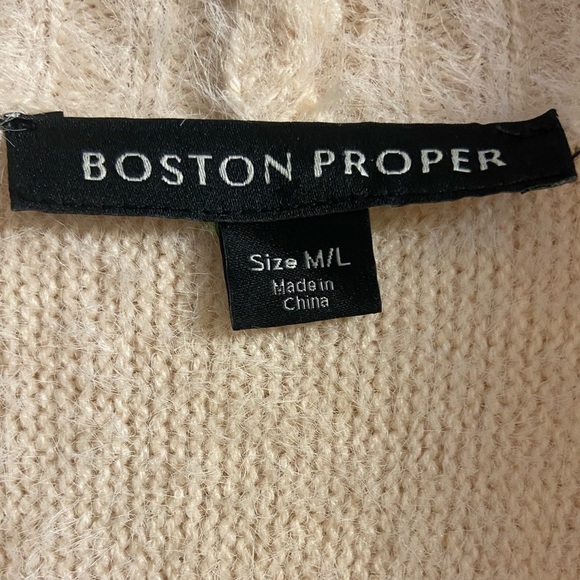 BOSTON PROPER
Size M/L
Made in
China